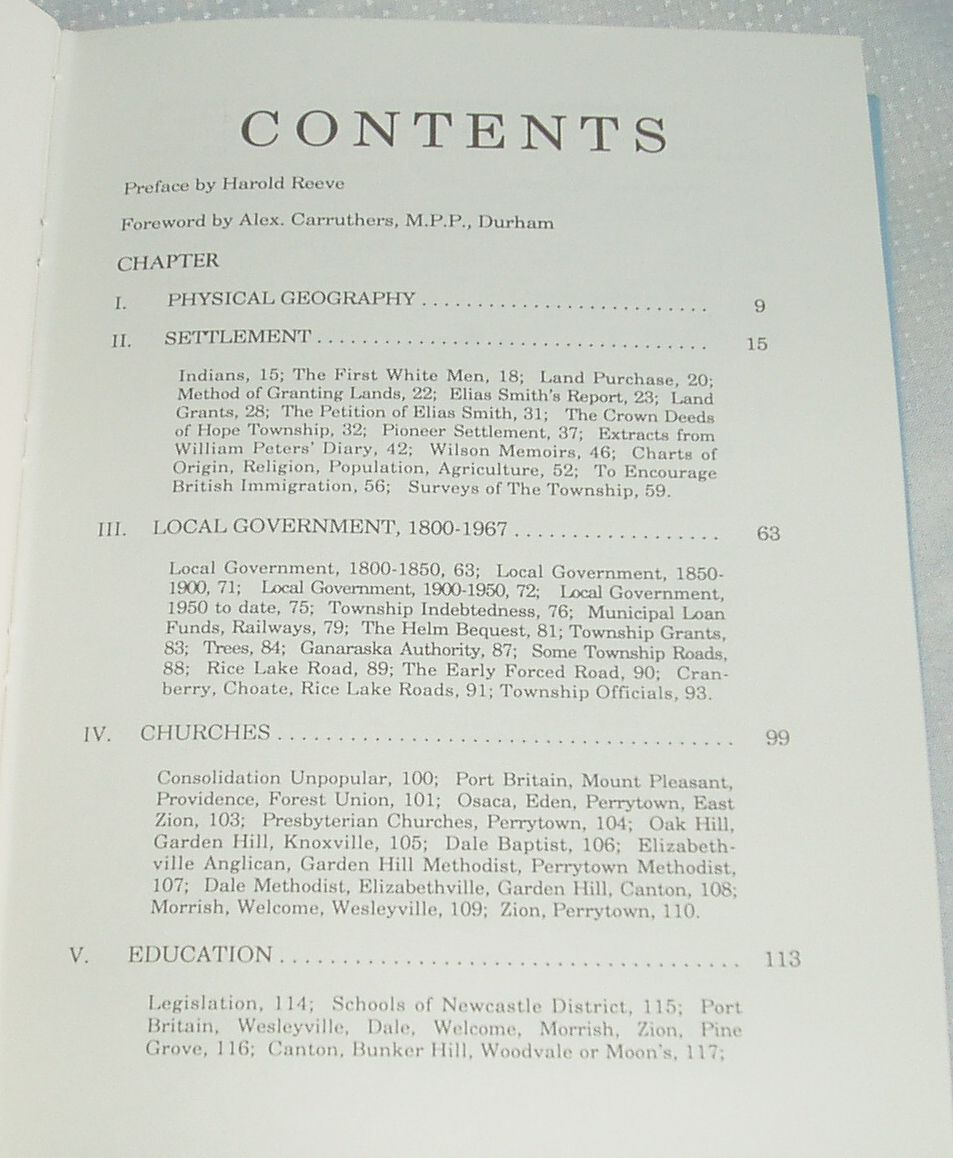 CONTENTS
Preface by Harold Reeve
Foreword by Alex. Carruthers, M.P.P., Durham
CHAPTER
I. PHYSICAL GEOGRAPHY .......................... 9
II. SETTLEMENT ................................... 15
Indians, 15; The First White Men, 18; Land Purchase, 20;
Method of Granting Lands, 22; Elias Smith's Report, 23; Land
Grants, 28; The Petition of Elias Smith, 31; The Crown Deeds
of Hope Township, 32; Pioneer Settlement, 37; Extracts from
William Peters' Diary, 42; Wilson Memoirs, 46; Charts of
Origin, Religion, Population, Agriculture, 52; To Encourage
British Immigration, 56; Surveys of The Township, 59.
III. LOCAL GOVERNMENT, 1800-1967 .................. 63
Local Government, 1800-1850, 63; Local Government, 1850-
1900, 71; Local Government, 1900-1950, 72; Local Government,
1950 to date, 75; Township Indebtedness, 76; Municipal Loan
Funds, Railways, 79; The Helm Bequest, 81; Township Grants,
83; Trees, 84; Ganaraska Authority, 87; Some Township Roads,
88; Rice Lake Road, 89; The Early Forced Road, 90; Cran-
berry, Choate, Rice Lake Roads, 91; Township Officials, 93.
IV. CHURCHES ...................................... 99
Consolidation Unpopular, 100; Port Britain, Mount Pleasant,
Providence, Forest Union, 101; Osaca, Eden, Perrytown, East
Zion, 103; Presbyterian Churches, Perrytown, 104; Oak Hill,
Garden Hill, Knoxville, 105; Dale Baptist, 106; Elizabeth-
ville Anglican, Garden Hill Methodist, Perrytown Methodist,
107; Dale Methodist, Elizabethville, Garden Hill, Canton, 108;
Morrish, Welcome, Wesleyville, 109; Zion, Perrytown, 110.
V. EDUCATION ...................................... 113
Legislation, 114; Schools of Newcastle District, 115; Port
Britain, Wesleyville, Dale, Welcome, Morrish, Zion, Pine
Grove, 116; Canton, Bunker Hill, Woodvale or Moon's, 117;